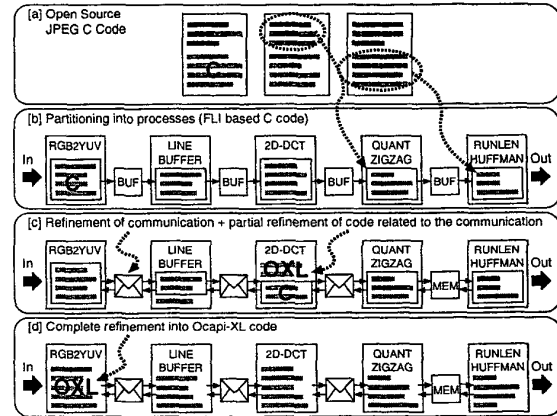 [a] Open Source
JPEG C Code
C
[b] Partitioning into processes (FLI based C code)
RGB2YUV
LINE
BUFFER
2D-DCT
QUANT
ZIGZAG
RUNLEN
HUFFMAN
In
Out
C
BUF
BUF
BUF
BUF
[c] Refinement of communication + partial refinement of code related to the communication
RGB2YUV
LINE
BUFFER
2D-DCT
QUANT
ZIGZAG
RUNLEN
HUFFMAN
In
Out
OXL
C
MEM
[d] Complete refinement into Ocapi-XL code
RGB2YUV
LINE
BUFFER
2D-DCT
QUANT
ZIGZAG
RUNLEN
HUFFMAN
In
Out
OXL
MEM